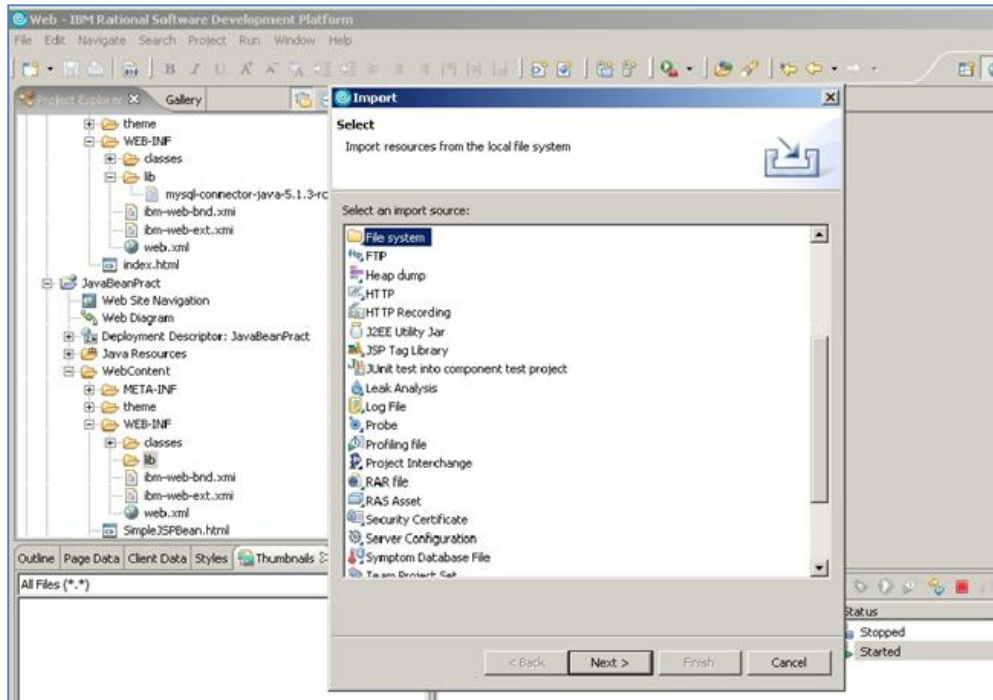 Web - IBM Rational Software Development Platform
File Edit Navigate Search Project Run Window Help
Project Explorer Gallery
theme
WEB-INF
classes
lib
mysql-connector-java-5.1.3-rc
ibm-web-bnd.xmi
ibm-web-ext.xmi
web.xml
index.html
JavaBeanPract
Web Site Navigation
Web Diagram
Deployment Descriptor: JavaBeanPract
Java Resources
WebContent
META-INF
theme
WEB-INF
classes
lib
ibm-web-bnd.xmi
ibm-web-ext.xmi
web.xml
SimpleJSPBean.html
Outline Page Data Client Data Styles Thumbnails
All Files (*.*)
Import
Select
Import resources from the local file system
Select an import source:
File system
FTP
Heap dump
HTTP
HTTP Recording
J2EE Utility Jar
JSP Tag Library
JUnit test into component test project
Leak Analysis
Log File
Probe
Profiling file
Project Interchange
RAR file
RAS Asset
Security Certificate
Server Configuration
Symptom Database File
Team Project Set
< Back Next > Finish Cancel
Status
Stopped
Started